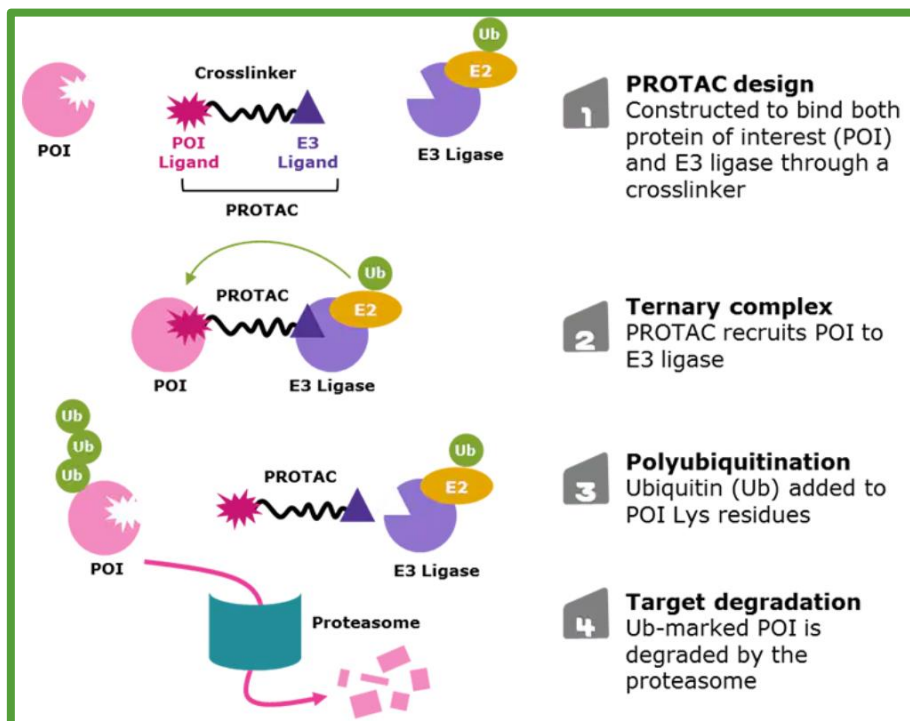 POI
Crosslinker
POI
Ligand
E3
Ligand
PROTAC
Ub
E2
E3 Ligase
1
PROTAC design
Constructed to bind both
protein of interest (POI)
and E3 ligase through a
crosslinker
Ub
PROTAC
E2
POI
E3 Ligase
2
Ternary complex
PROTAC recruits POI to
E3 ligase
Ub
Ub
Ub
POI
PROTAC
Ub
E2
E3 Ligase
3
Polyubiquitination
Ubiquitin (Ub) added to
POI Lys residues
Proteasome
4
Target degradation
Ub-marked POI is
degraded by the
proteasome